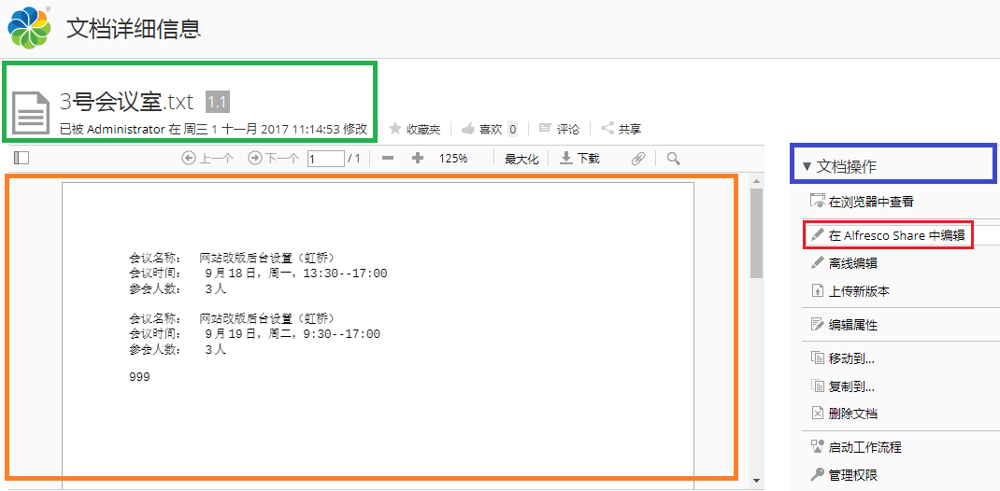 文档详细信息
3号会议室.txt 1.1
已被 Administrator 在 周三 1 十一月 2017 11:14:53 修改 收藏夹 喜欢 0 评论 共享
上一个 下一个 1 / 1 125% 最大化 下载
会议名称： 网站改版后台设置（虹桥）
会议时间： 9月18日，周一，13:30--17:00
参会人数： 3人
会议名称： 网站改版后台设置（虹桥）
会议时间： 9月19日，周二，9:30--17:00
参会人数： 3人
999
文档操作
在浏览器中查看
在 Alfresco Share 中编辑
离线编辑
上传新版本
编辑属性
移动到...
复制到...
删除文档
启动工作流程
管理权限